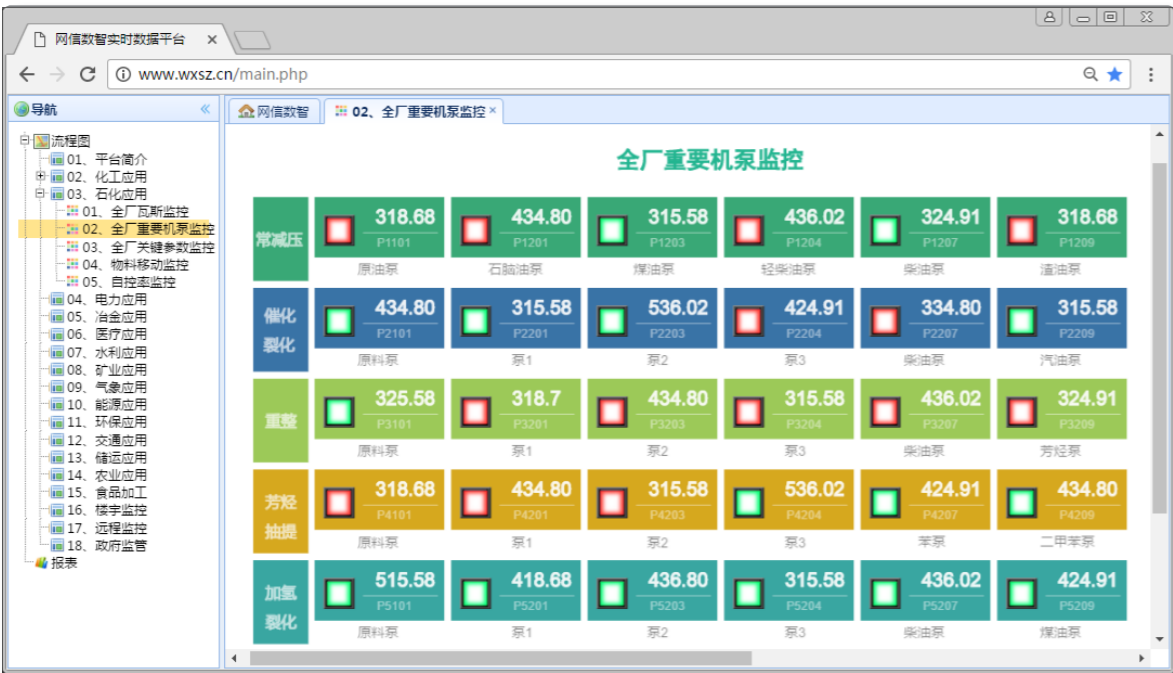 网信数智实时数据平台
www.wxsz.cn/main.php
导航
网信数智
02、全厂重要机泵监控
流程图
01、平台简介
02、化工应用
03、石化应用
01、全厂瓦斯监控
02、全厂重要机泵监控
03、全厂关键参数监控
04、物料移动监控
05、自控率监控
04、电力应用
05、冶金应用
06、医疗应用
07、水利应用
08、矿业应用
09、气象应用
10、能源应用
11、环保应用
12、交通应用
13、储运应用
14、农业应用
15、食品加工
16、楼宇监控
17、远程监控
18、政府监管
报表
全厂重要机泵监控
常减压
318.68 434.80 315.58 436.02 324.91 318.68
P1101 P1201 P1203 P1204 P1207 P1209
原油泵 石脑油泵 煤油泵 轻柴油泵 柴油泵 渣油泵
催化
裂化
434.80 315.58 536.02 424.91 334.80 315.58
P2101 P2201 P2203 P2204 P2207 P2209
原料泵 泵1 泵2 泵3 柴油泵 汽油泵
重整
325.58 318.7 434.80 315.58 436.02 324.91
P3101 P3201 P3203 P3204 P3207 P3209
原料泵 泵1 泵2 泵3 柴油泵 芳烃泵
芳烃
抽提
318.68 434.80 315.58 536.02 424.91 434.80
P4101 P4201 P4203 P4204 P4207 P4209
原料泵 泵1 泵2 泵3 苯泵 二甲苯泵
加氢
裂化
515.58 418.68 436.80 315.58 436.02 424.91
P5101 P5201 P5203 P5204 P5207 P5209
原料泵 泵1 泵2 泵3 柴油泵 煤油泵